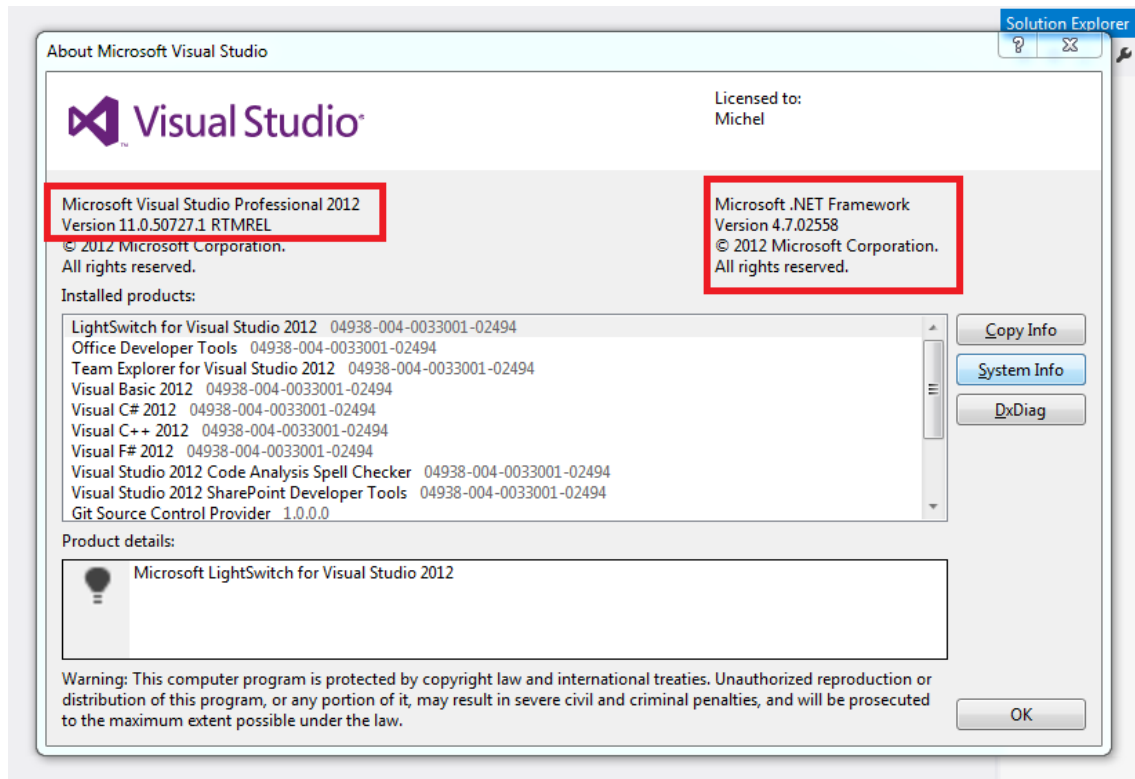 Solution Explorer
About Microsoft Visual Studio
Visual Studio
Licensed to:
Michel
Microsoft Visual Studio Professional 2012
Version 11.0.50727.1 RTMREL
© 2012 Microsoft Corporation.
All rights reserved.
Microsoft .NET Framework
Version 4.7.02558
© 2012 Microsoft Corporation.
All rights reserved.
Installed products:
LightSwitch for Visual Studio 2012 04938-004-0033001-02494
Office Developer Tools 04938-004-0033001-02494
Team Explorer for Visual Studio 2012 04938-004-0033001-02494
Visual Basic 2012 04938-004-0033001-02494
Visual C# 2012 04938-004-0033001-02494
Visual C++ 2012 04938-004-0033001-02494
Visual F# 2012 04938-004-0033001-02494
Visual Studio 2012 Code Analysis Spell Checker 04938-004-0033001-02494
Visual Studio 2012 SharePoint Developer Tools 04938-004-0033001-02494
Git Source Control Provider 1.0.0.0
Copy Info
System Info
DxDiag
Product details:
Microsoft LightSwitch for Visual Studio 2012
Warning: This computer program is protected by copyright law and international treaties. Unauthorized reproduction or
distribution of this program, or any portion of it, may result in severe civil and criminal penalties, and will be prosecuted
to the maximum extent possible under the law.
OK